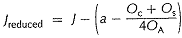 J_reduced = J − (a − (O_c + O_s) / 4O_A)